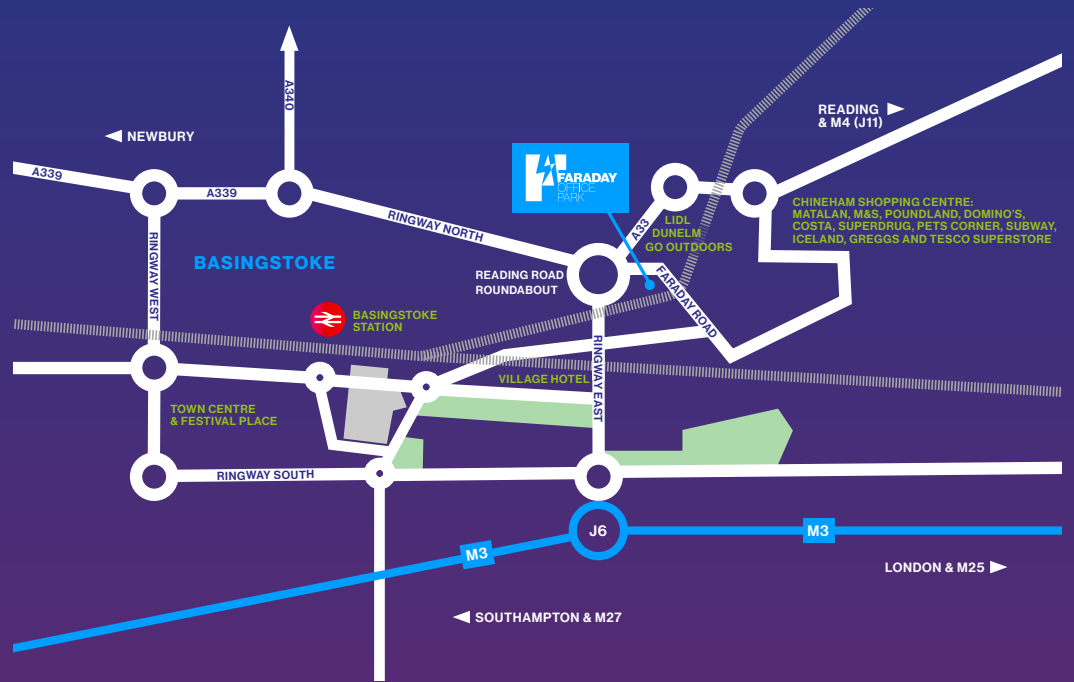 A340
NEWBURY
READING
& M4 (J11)
A339
A339
FARADAY
OFFICE
PARK
RINGWAY NORTH
A33
LIDL
DUNELM
GO OUTDOORS
CHINEHAM SHOPPING CENTRE:
MATALAN, M&S, POUNDLAND, DOMINO'S,
COSTA, SUPERDRUG, PETS CORNER, SUBWAY,
ICELAND, GREGGS AND TESCO SUPERSTORE
RINGWAY WEST
BASINGSTOKE
READING ROAD
ROUNDABOUT
FARADAY ROAD
BASINGSTOKE
STATION
RINGWAY EAST
VILLAGE HOTEL
TOWN CENTRE
& FESTIVAL PLACE
RINGWAY SOUTH
J6
M3
M3
LONDON & M25
SOUTHAMPTON & M27